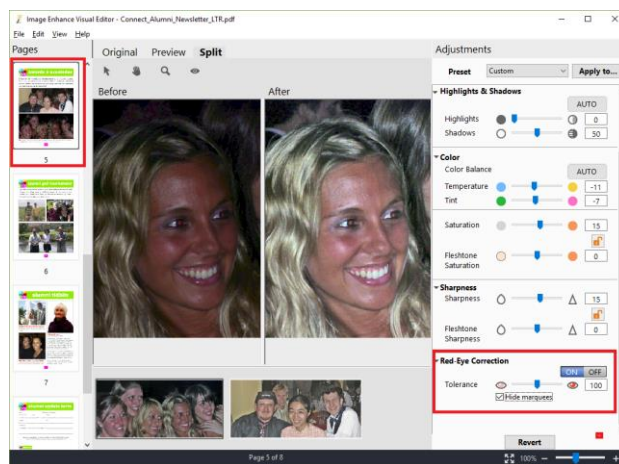 Image Enhance Visual Editor - Connect_Alumni_Newsletter_LTR.pdf
File Edit View Help
Pages
5
6
7
Original Preview Split
Before
After
Page 5 of 8
Adjustments
Preset Custom Apply to...
Highlights & Shadows
AUTO
Highlights 0
Shadows 50
Color
Color Balance AUTO
Temperature -11
Tint -7
Saturation 15
Fleshtone 0
Saturation
Sharpness
Sharpness 15
Fleshtone 0
Sharpness
Red-Eye Correction
ON OFF
Tolerance 100
Hide marquees
Revert
100%